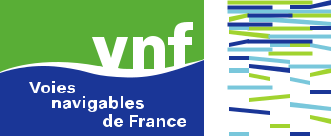 vnf
Voies
navigables
de France